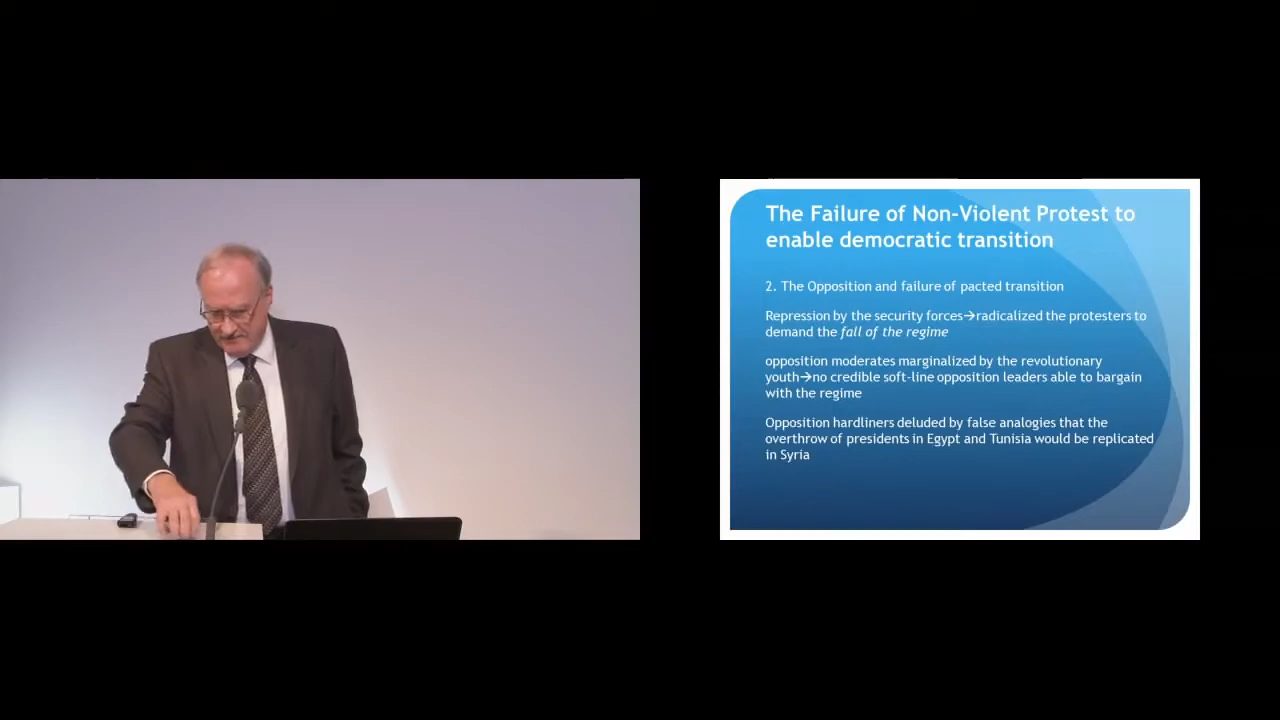 The Failure of Non-Violent Protest to
enable democratic transition
2. The Opposition and failure of pacted transition
Repression by the security forces→radicalized the protesters to
demand the fall of the regime
opposition moderates marginalized by the revolutionary
youth→no credible soft-line opposition leaders able to bargain
with the regime
Opposition hardliners deluded by false analogies that the
overthrow of presidents in Egypt and Tunisia would be replicated
in Syria